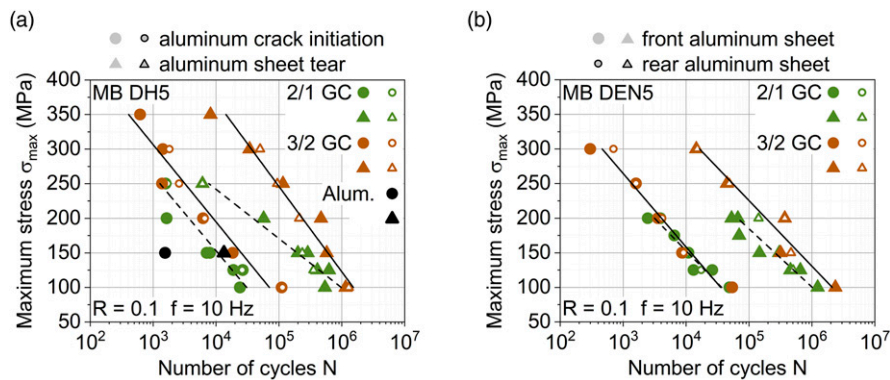 (a)
aluminum crack initiation
aluminum sheet tear
Maximum stress σmax (MPa)
400
350
300
250
200
150
100
50
MB DH5
2/1 GC
3/2 GC
Alum.
R = 0.1 f = 10 Hz
10^2 10^3 10^4 10^5 10^6 10^7
Number of cycles N
(b)
front aluminum sheet
rear aluminum sheet
Maximum stress σmax (MPa)
400
350
300
250
200
150
100
50
MB DEN5
2/1 GC
3/2 GC
R = 0.1 f = 10 Hz
10^2 10^3 10^4 10^5 10^6 10^7
Number of cycles N